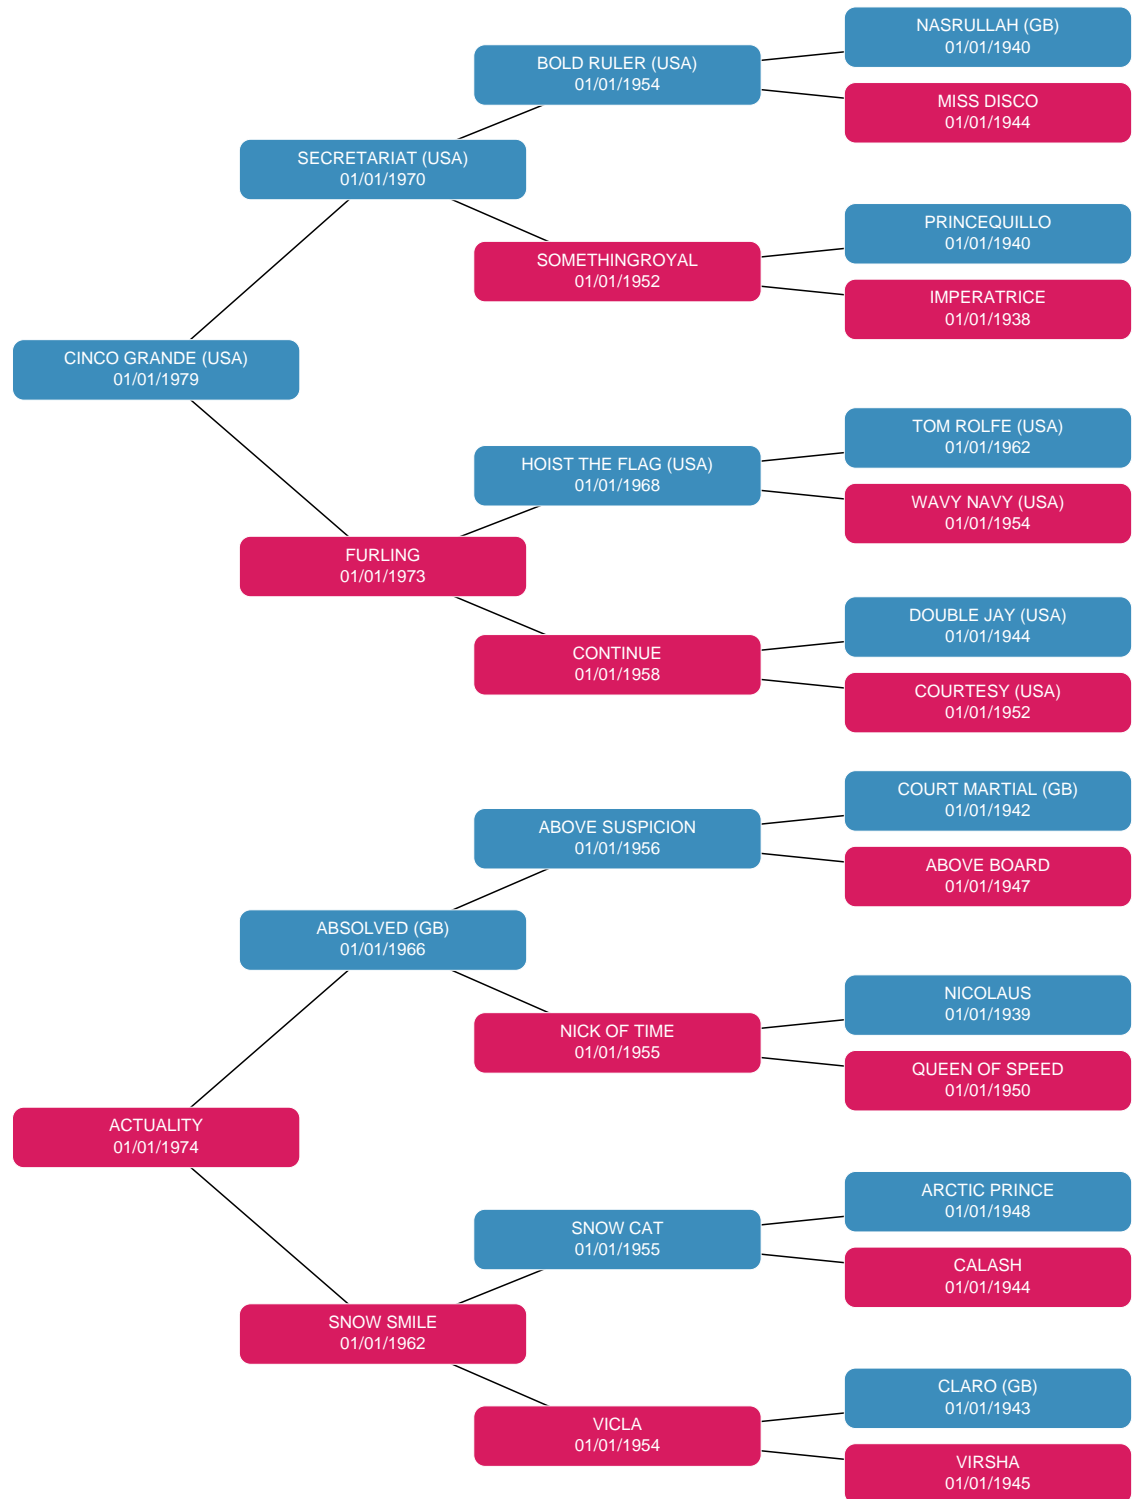 NASRULLAH (GB)
01/01/1940
BOLD RULER (USA)
01/01/1954
MISS DISCO
01/01/1944
SECRETARIAT (USA)
01/01/1970
PRINCEQUILLO
01/01/1940
SOMETHINGROYAL
01/01/1952
IMPERATRICE
01/01/1938
CINCO GRANDE (USA)
01/01/1979
TOM ROLFE (USA)
01/01/1962
HOIST THE FLAG (USA)
01/01/1968
WAVY NAVY (USA)
01/01/1954
FURLING
01/01/1973
DOUBLE JAY (USA)
01/01/1944
CONTINUE
01/01/1958
COURTESY (USA)
01/01/1952
COURT MARTIAL (GB)
01/01/1942
ABOVE SUSPICION
01/01/1956
ABOVE BOARD
01/01/1947
ABSOLVED (GB)
01/01/1966
NICOLAUS
01/01/1939
NICK OF TIME
01/01/1955
QUEEN OF SPEED
01/01/1950
ACTUALITY
01/01/1974
ARCTIC PRINCE
01/01/1948
SNOW CAT
01/01/1955
CALASH
01/01/1944
SNOW SMILE
01/01/1962
CLARO (GB)
01/01/1943
VICLA
01/01/1954
VIRSHA
01/01/1945